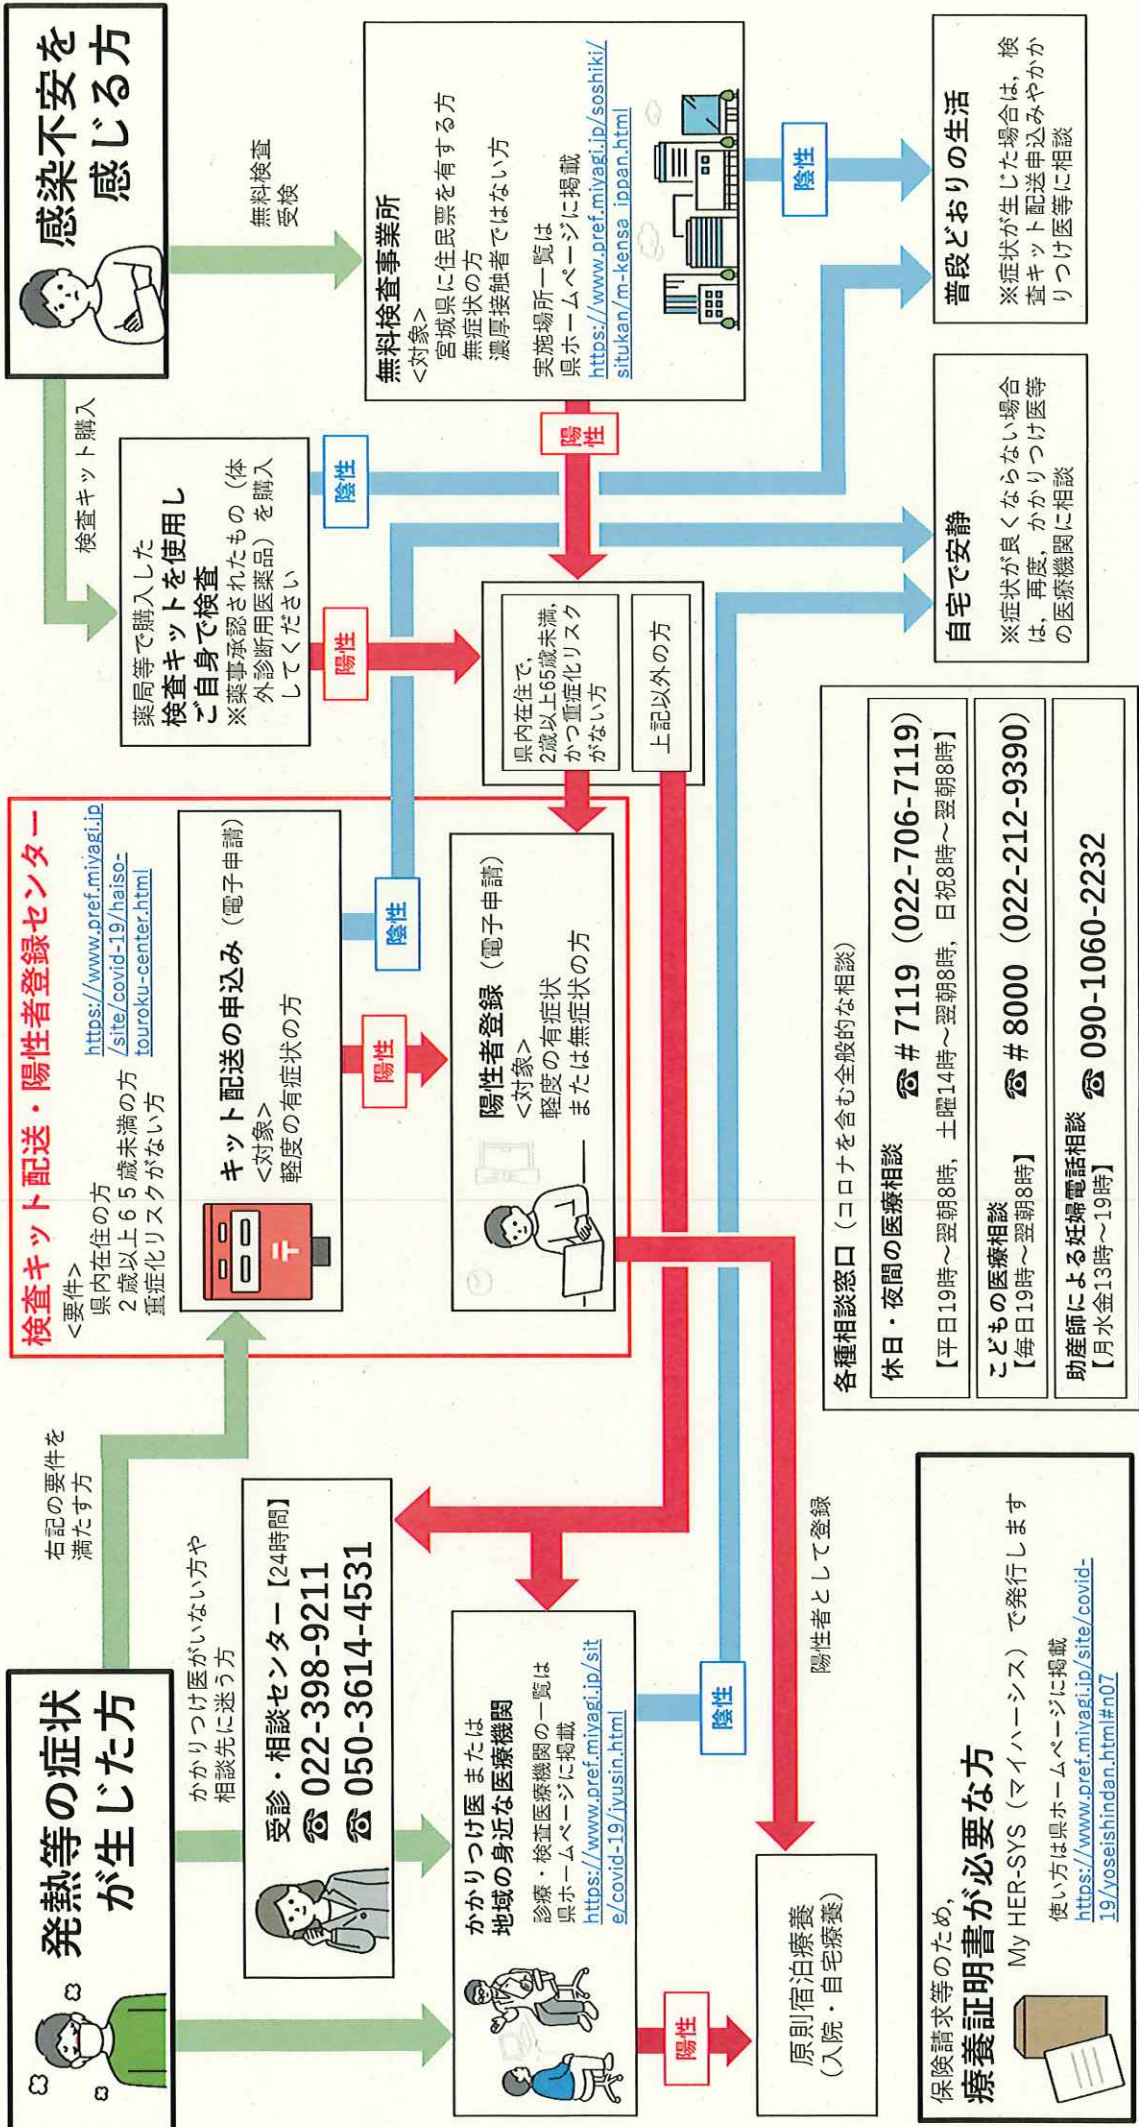 発熱等の症状
が生じた方
右記の要件を
満たす方
かかりつけ医がいない方や
相談先に迷う方
受診・相談センター【24時間】
☎ 022-398-9211
☎ 050-3614-4531
かかりつけ医 または
地域の身近な医療機関
診療・検査医療機関の一覧は
県ホームページに掲載
https://www.pref.miyagi.jp/sit
e/covid-19/jyusin.html
陽性
陰性
原則宿泊療養
(入院・自宅療養)
陽性者として登録
検査キット配送・陽性者登録センター
<要件>
県内在住の方
2歳以上65歳未満の方
重症化リスクがない方
https://www.pref.miyagi.jp
/site/covid-19/haiso-
touroku-center.html
キット配送の申込み（電子申請）
<対象>
軽度の有症状の方
陽性
陰性
陽性者登録（電子申請）
<対象>
軽度の有症状
または無症状の方
感染不安を
感じる方
検査キット購入
無料検査
受検
薬局等で購入した
検査キットを使用し
ご自身で検査
※薬事承認されたもの（体
外診断用医薬品）を購入
してください
陽性
陰性
県内在住で，
2歳以上65歳未満，
かつ重症化リスク
がない方
上記以外の方
無料検査事業所
<対象>
宮城県に住民票を有する方
無症状の方
濃厚接触者ではない方
実施場所一覧は
県ホームページに掲載
https://www.pref.miyagi.jp/soshiki/
situkan/m-kensa_ippan.html
陽性
陰性
自宅で安静
※症状が良くならない場合
は，再度，かかりつけ医等
の医療機関に相談
普段どおりの生活
※症状が生じた場合は，検
査キット配送申込みやかか
りつけ医等に相談
保険請求等のため，
療養証明書が必要な方
My HER-SYS（マイハーシス）で発行します
使い方は県ホームページに掲載
https://www.pref.miyagi.jp/site/covid-
19/yoseishindan.html#n07
各種相談窓口（コロナを含む全般的な相談）
休日・夜間の医療相談 ☎＃7119（022-706-7119）
【平日19時～翌朝8時，土曜14時～翌朝8時，日祝8時～翌朝8時】
こどもの医療相談 ☎＃8000（022-212-9390）
【毎日19時～翌朝8時】
助産師による妊婦電話相談 ☎ 090-1060-2232
【月水金13時～19時】